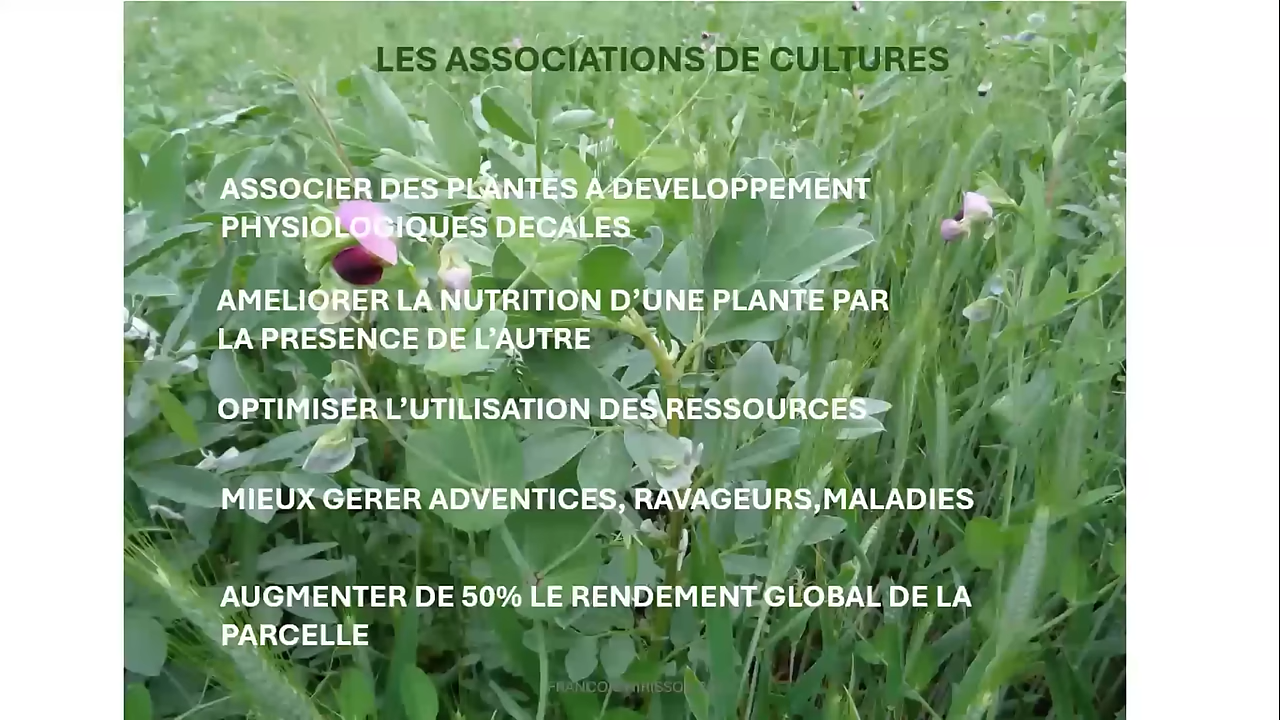 LES ASSOCIATIONS DE CULTURES
ASSOCIER DES PLANTES A DEVELOPPEMENT
PHYSIOLOGIQUES DECALES
AMELIORER LA NUTRITION D’UNE PLANTE PAR
LA PRESENCE DE L’AUTRE
OPTIMISER L’UTILISATION DES RESSOURCES
MIEUX GERER ADVENTICES, RAVAGEURS,MALADIES
AUGMENTER DE 50% LE RENDEMENT GLOBAL DE LA
PARCELLE